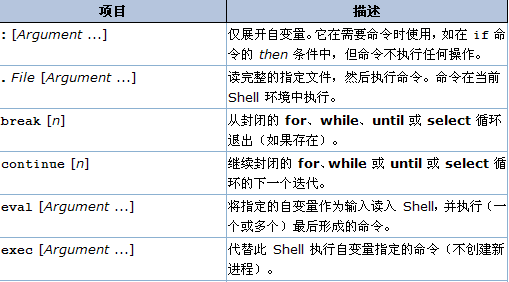 项目 描述
: [Argument ...] 仅展开自变量。它在需要命令时使用，如在 if 命
令的 then 条件中，但命令不执行任何操作。
. File [Argument ...] 读完整的指定文件，然后执行命令。命令在当前
Shell 环境中执行。
break [n] 从封闭的 for、while、until 或 select 循环
退出（如果存在）。
continue [n] 继续封闭的 for、while 或 until 或 select 循
环的下一个迭代。
eval [Argument ...] 将指定的自变量作为输入读入 Shell，并执行（一
个或多个）最后形成的命令。
exec [Argument ...] 代替此 Shell 执行自变量指定的命令（不创建新
进程）。